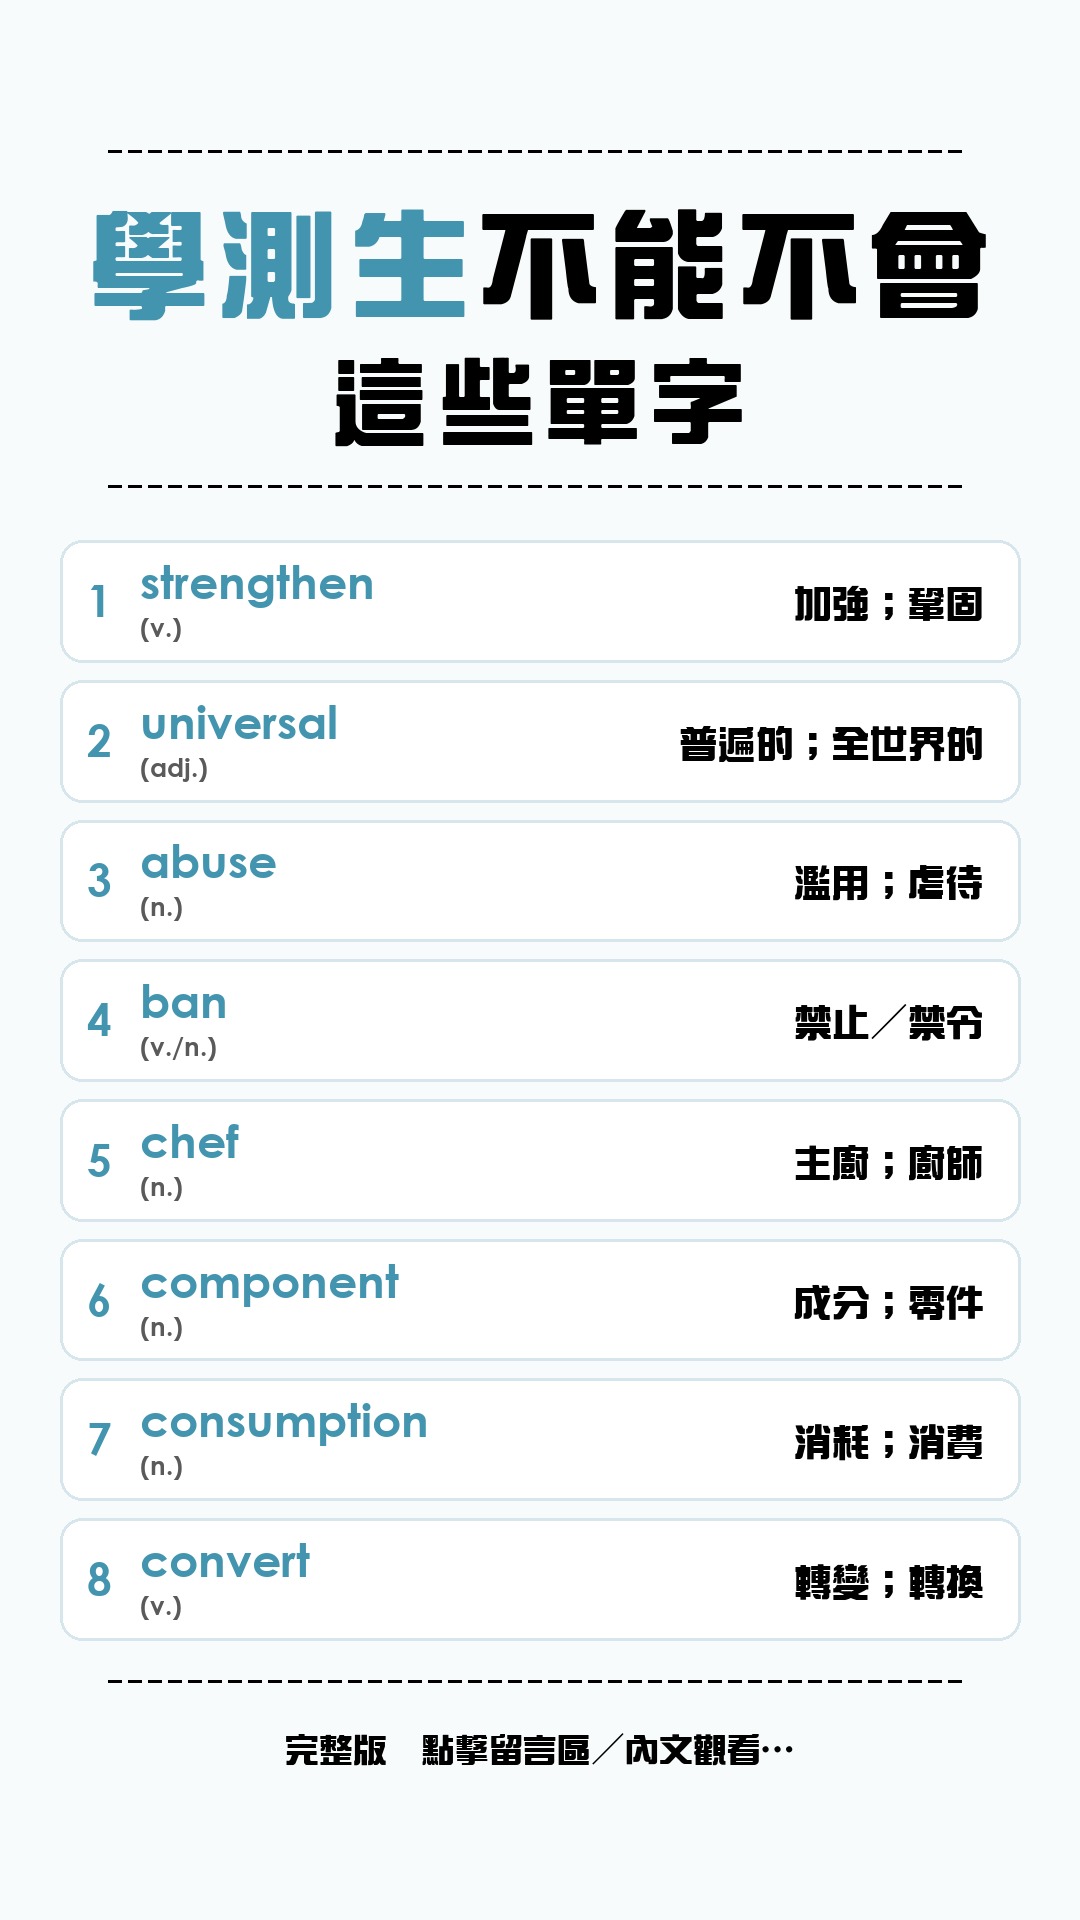 學測生不能不會
這些單字
1 strengthen (v.) 加強；鞏固
2 universal (adj.) 普遍的；全世界的
3 abuse (n.) 濫用；虐待
4 ban (v./n.) 禁止／禁令
5 chef (n.) 主廚；廚師
6 component (n.) 成分；零件
7 consumption (n.) 消耗；消費
8 convert (v.) 轉變；轉換
完整版　點擊留言區／內文觀看…